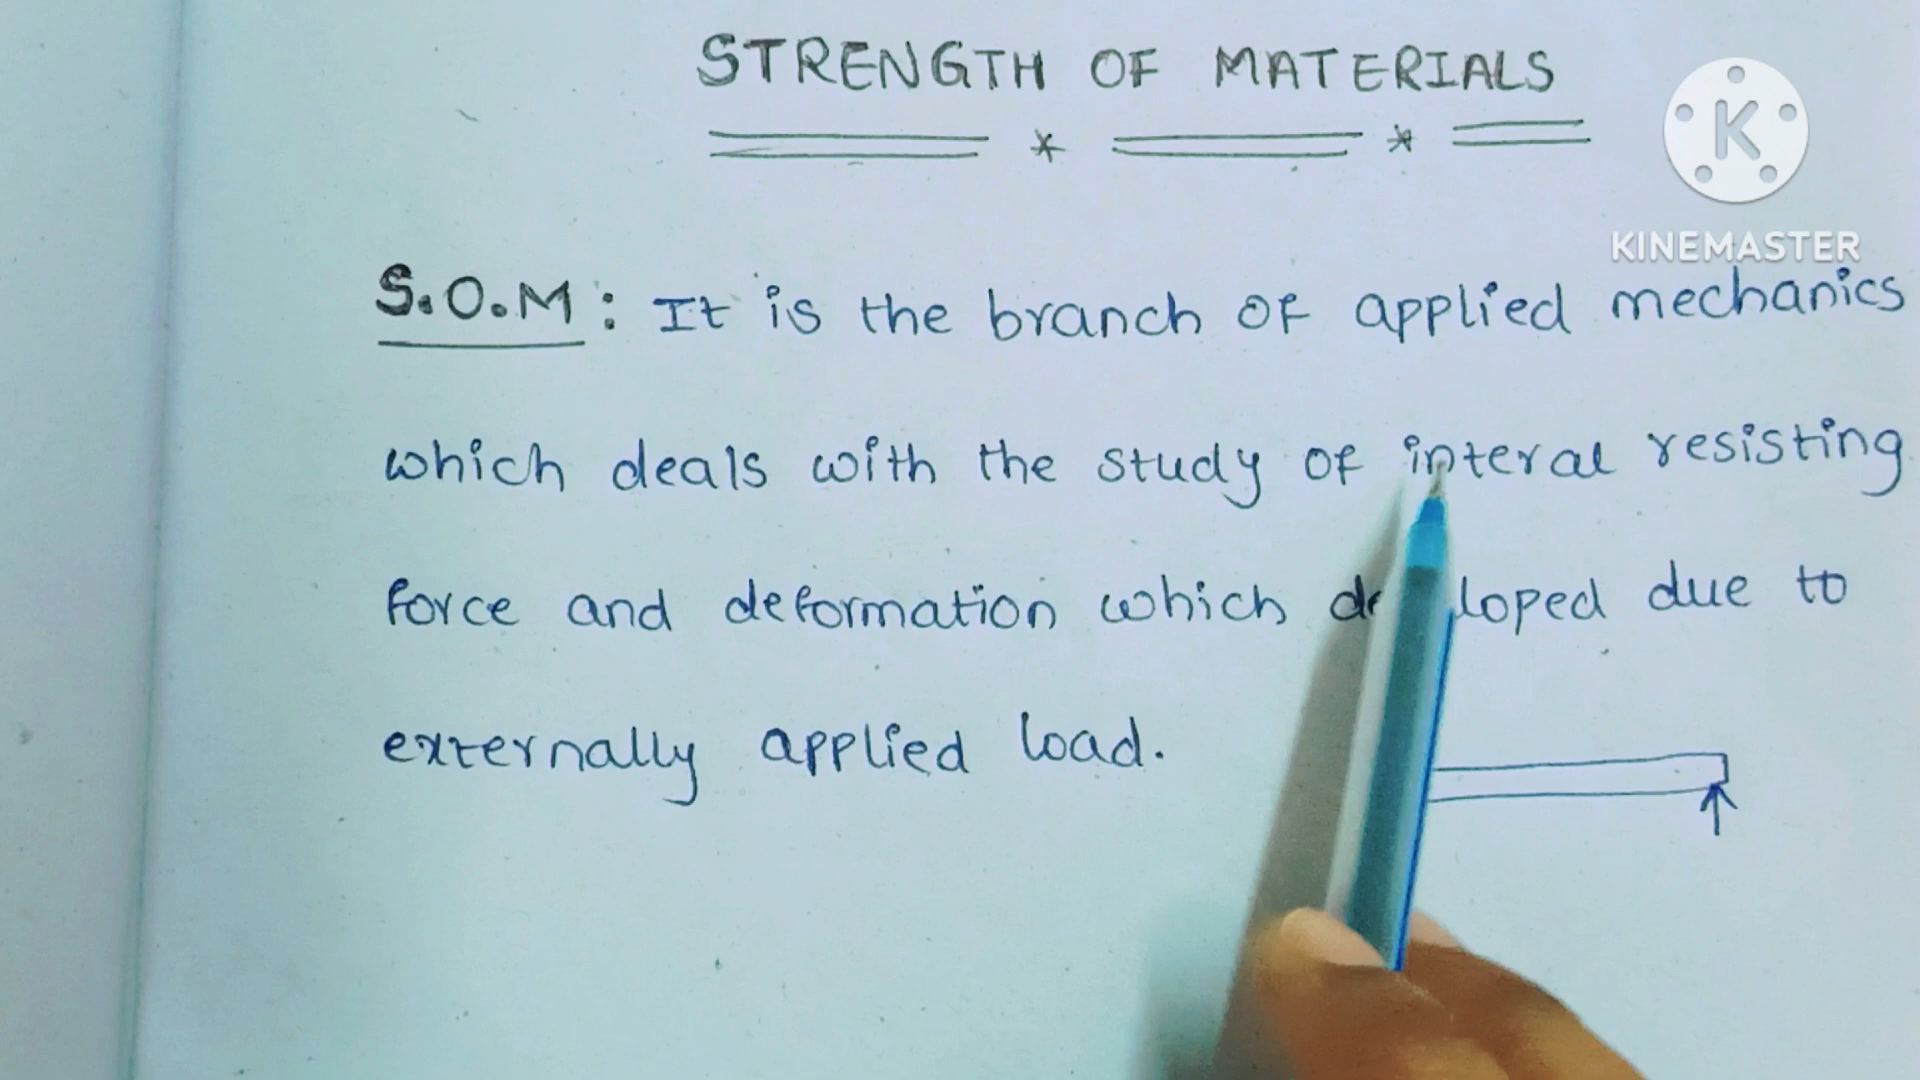 STRENGTH OF MATERIALS
K
KINEMASTER
S.O.M : It is the branch of applied mechanics
which deals with the study of interal resisting
force and deformation which due to
externally applied load.